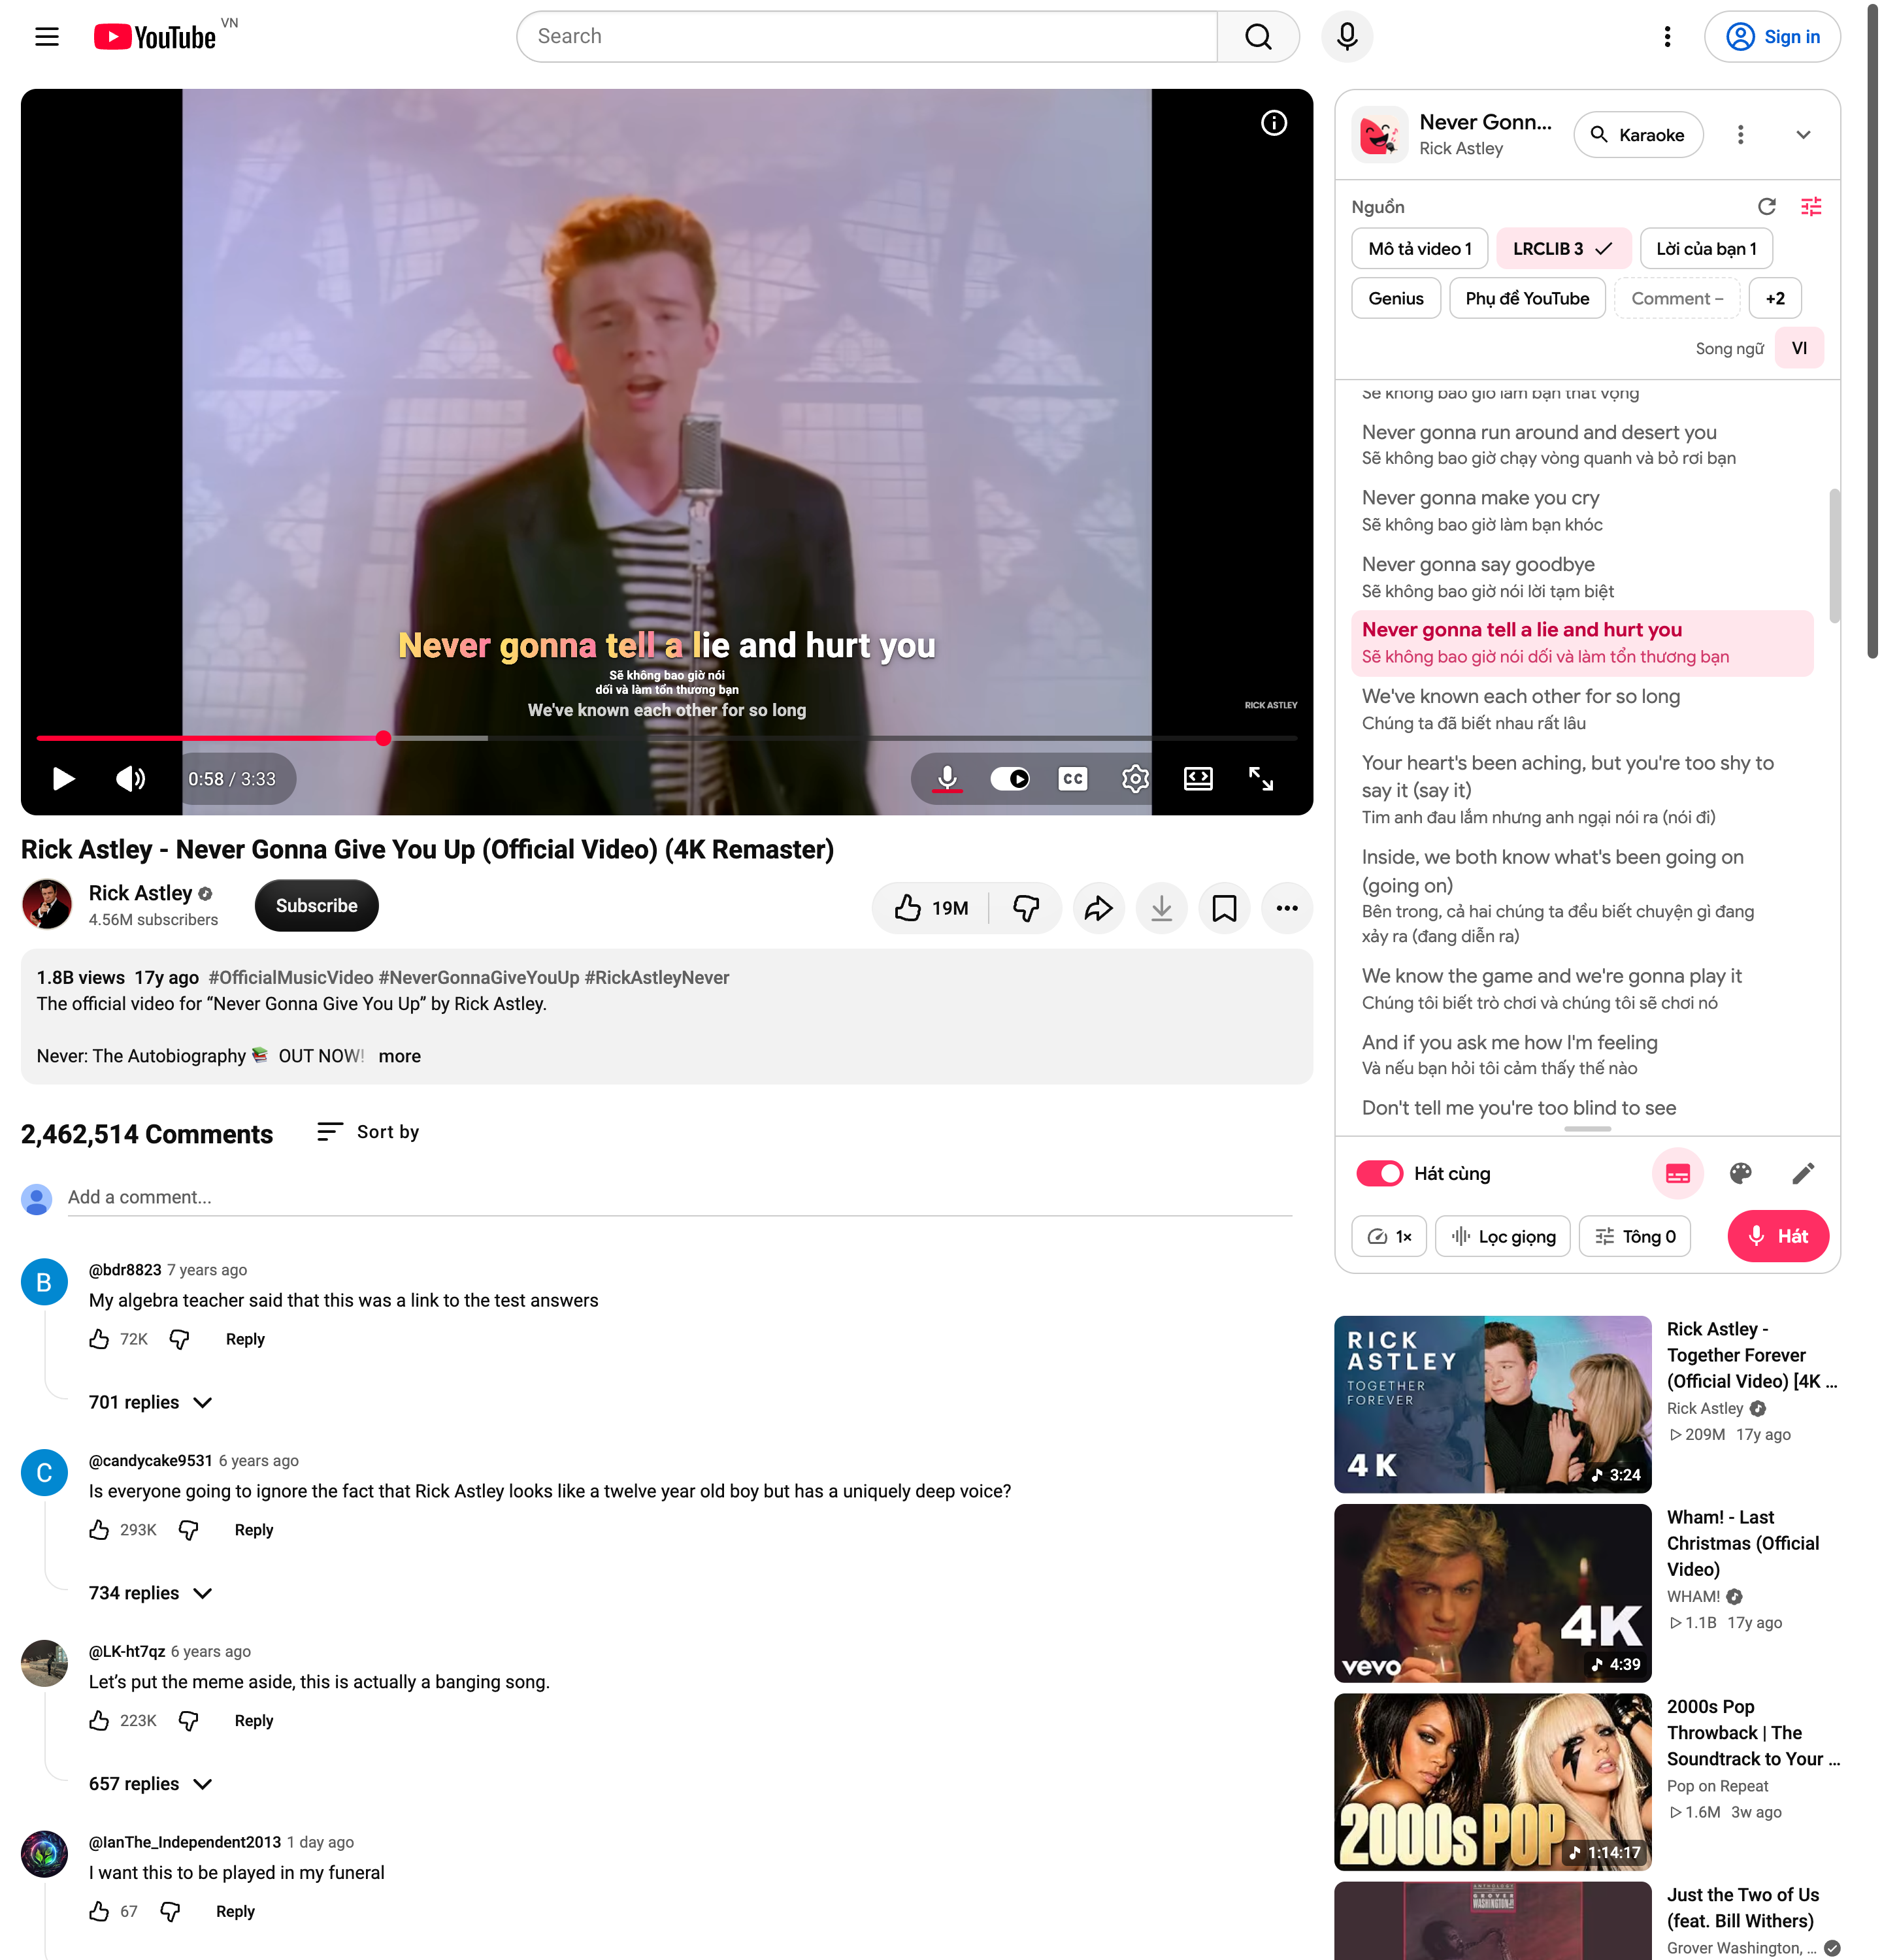 YouTube VN
Search
Sign in
RICK ASTLEY
Never gonna tell a lie and hurt you
Sẽ không bao giờ nói
dối và làm tổn thương bạn
We've known each other for so long
0:58 / 3:33
CC
Rick Astley - Never Gonna Give You Up (Official Video) (4K Remaster)
Rick Astley
4.56M subscribers
Subscribe
19M
1.8B views 17y ago #OfficialMusicVideo #NeverGonnaGiveYouUp #RickAstleyNever
The official video for “Never Gonna Give You Up” by Rick Astley.
Never: The Autobiography 📚 OUT NOW! more
2,462,514 Comments
Sort by
Add a comment...
B
@bdr8823 7 years ago
My algebra teacher said that this was a link to the test answers
72K Reply
701 replies
C
@candycake9531 6 years ago
Is everyone going to ignore the fact that Rick Astley looks like a twelve year old boy but has a uniquely deep voice?
293K Reply
734 replies
@LK-ht7qz 6 years ago
Let’s put the meme aside, this is actually a banging song.
223K Reply
657 replies
@IanThe_Independent2013 1 day ago
I want this to be played in my funeral
67 Reply
Never Gonn...
Rick Astley
Karaoke
Nguồn
Mô tả video 1
LRCLIB 3
Lời của bạn 1
Genius
Phụ đề YouTube
Comment –
+2
Song ngữ VI
Sẽ không bao giờ làm bạn thất vọng
Never gonna run around and desert you
Sẽ không bao giờ chạy vòng quanh và bỏ rơi bạn
Never gonna make you cry
Sẽ không bao giờ làm bạn khóc
Never gonna say goodbye
Sẽ không bao giờ nói lời tạm biệt
Never gonna tell a lie and hurt you
Sẽ không bao giờ nói dối và làm tổn thương bạn
We've known each other for so long
Chúng ta đã biết nhau rất lâu
Your heart's been aching, but you're too shy to
say it (say it)
Tim anh đau lắm nhưng anh ngại nói ra (nói đi)
Inside, we both know what's been going on
(going on)
Bên trong, cả hai chúng ta đều biết chuyện gì đang
xảy ra (đang diễn ra)
We know the game and we're gonna play it
Chúng tôi biết trò chơi và chúng tôi sẽ chơi nó
And if you ask me how I'm feeling
Và nếu bạn hỏi tôi cảm thấy thế nào
Don't tell me you're too blind to see
Hát cùng
1×
Lọc giọng
Tông 0
Hát
RICK
ASTLEY
TOGETHER
FOREVER
4K
3:24
Rick Astley -
Together Forever
(Official Video) [4K ...
Rick Astley
209M 17y ago
4K
vevo
4:39
Wham! - Last
Christmas (Official
Video)
WHAM!
1.1B 17y ago
2000s POP
1:14:17
2000s Pop
Throwback | The
Soundtrack to Your ...
Pop on Repeat
1.6M 3w ago
ANTHOLOGY
GROVER
WASHINGTON, JR.
Just the Two of Us
(feat. Bill Withers)
Grover Washington, ...